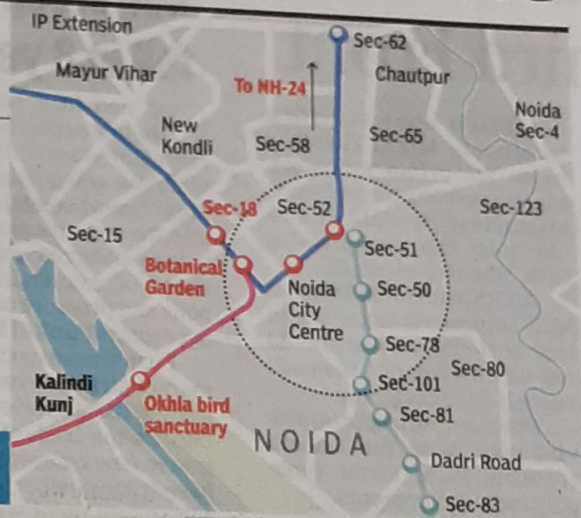 IP Extension
Sec-62
Mayur Vihar
Chautpur
To NH-24
Noida
Sec-4
New
Kondli
Sec-58
Sec-65
Sec-18
Sec-52
Sec-123
Sec-15
Sec-51
Botanical
Garden
Noida
City
Centre
Sec-50
Sec-78
Sec-80
Kalindi
Kunj
Sec-101
Okhla bird
sanctuary
Sec-81
NOIDA
Dadri Road
Sec-83